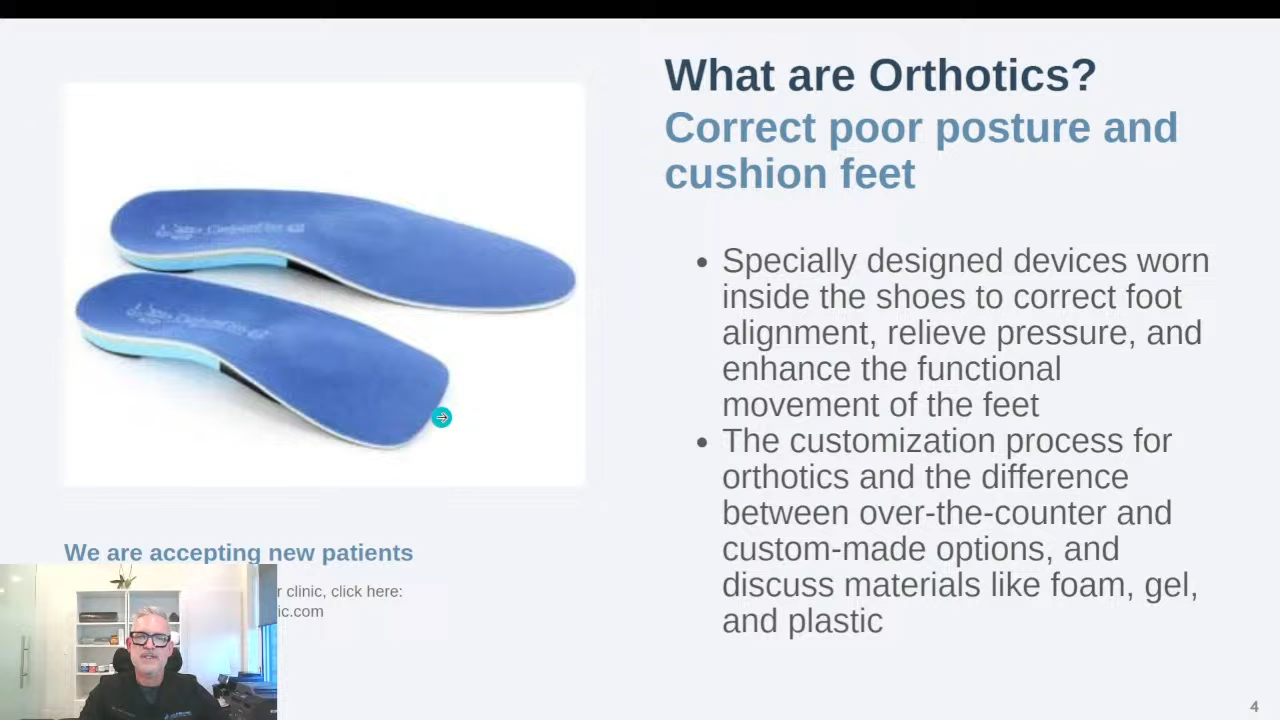 What are Orthotics?
Correct poor posture and
cushion feet
• Specially designed devices worn
inside the shoes to correct foot
alignment, relieve pressure, and
enhance the functional
movement of the feet
• The customization process for
orthotics and the difference
between over-the-counter and
custom-made options, and
discuss materials like foam, gel,
and plastic
We are accepting new patients
r clinic, click here:
ic.com
4